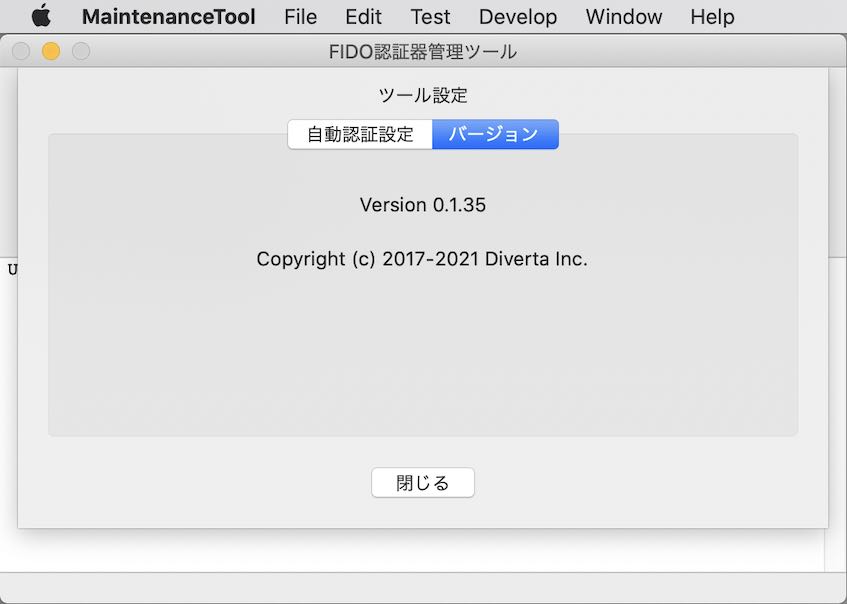 MaintenanceTool File Edit Test Develop Window Help
FIDO認証器管理ツール
ツール設定
自動認証設定 バージョン
Version 0.1.35
Copyright (c) 2017-2021 Diverta Inc.
U
閉じる